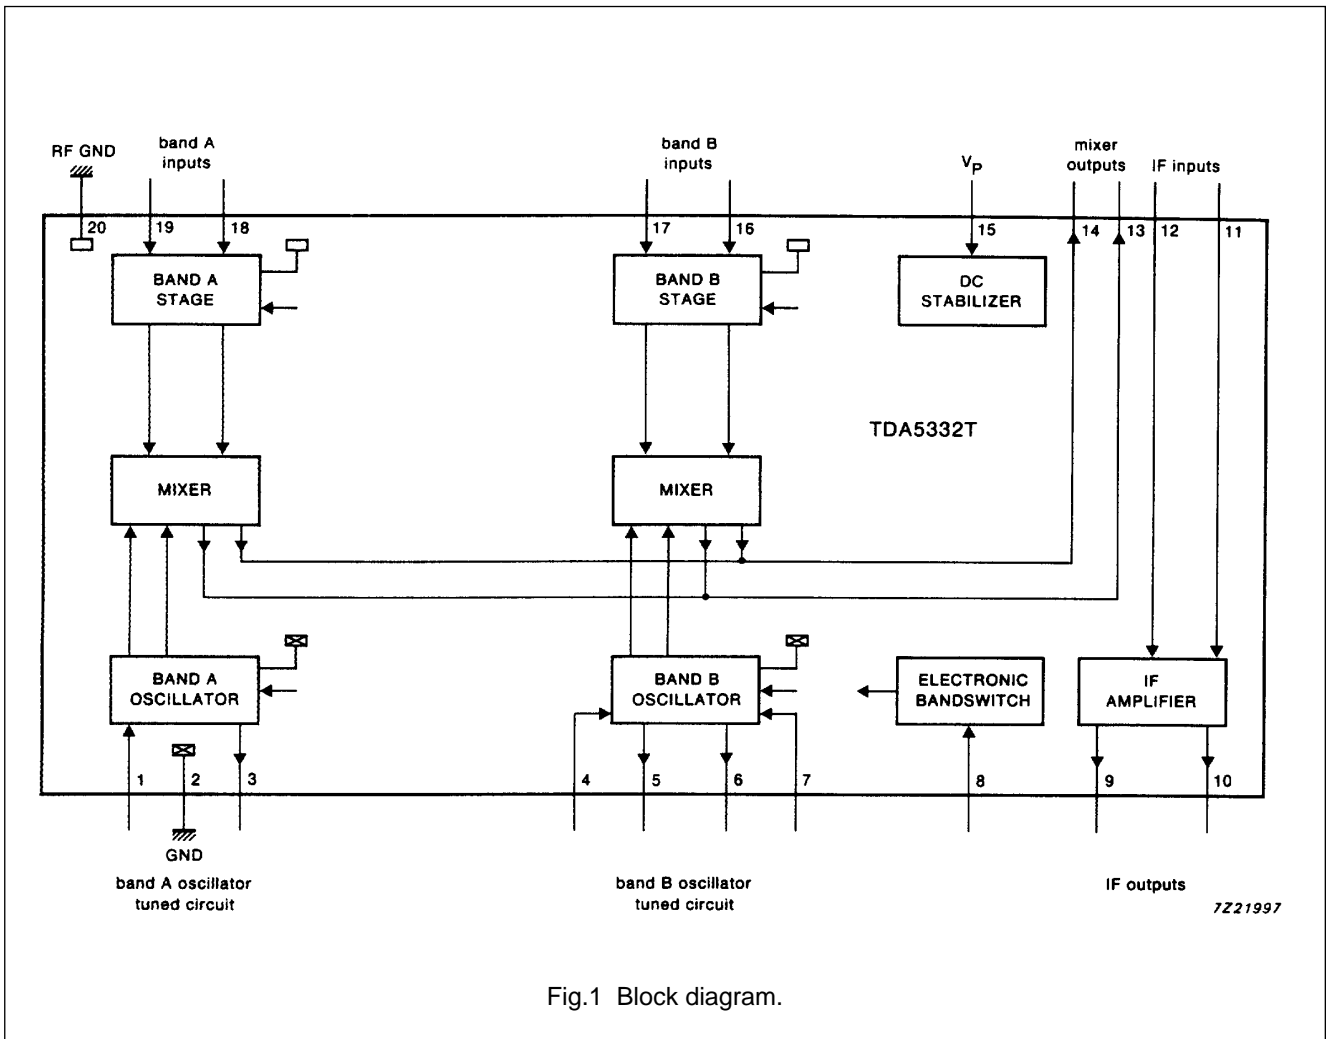 RF GND
band A
inputs
band B
inputs
VP
mixer
outputs
IF inputs
20
19
18
17
16
15
14
13
12
11
BAND A
STAGE
BAND B
STAGE
DC
STABILIZER
TDA5332T
MIXER
MIXER
BAND A
OSCILLATOR
BAND B
OSCILLATOR
ELECTRONIC
BANDSWITCH
IF
AMPLIFIER
1
2
3
4
5
6
7
8
9
10
GND
band A oscillator
tuned circuit
band B oscillator
tuned circuit
IF outputs
7Z21997
Fig.1 Block diagram.